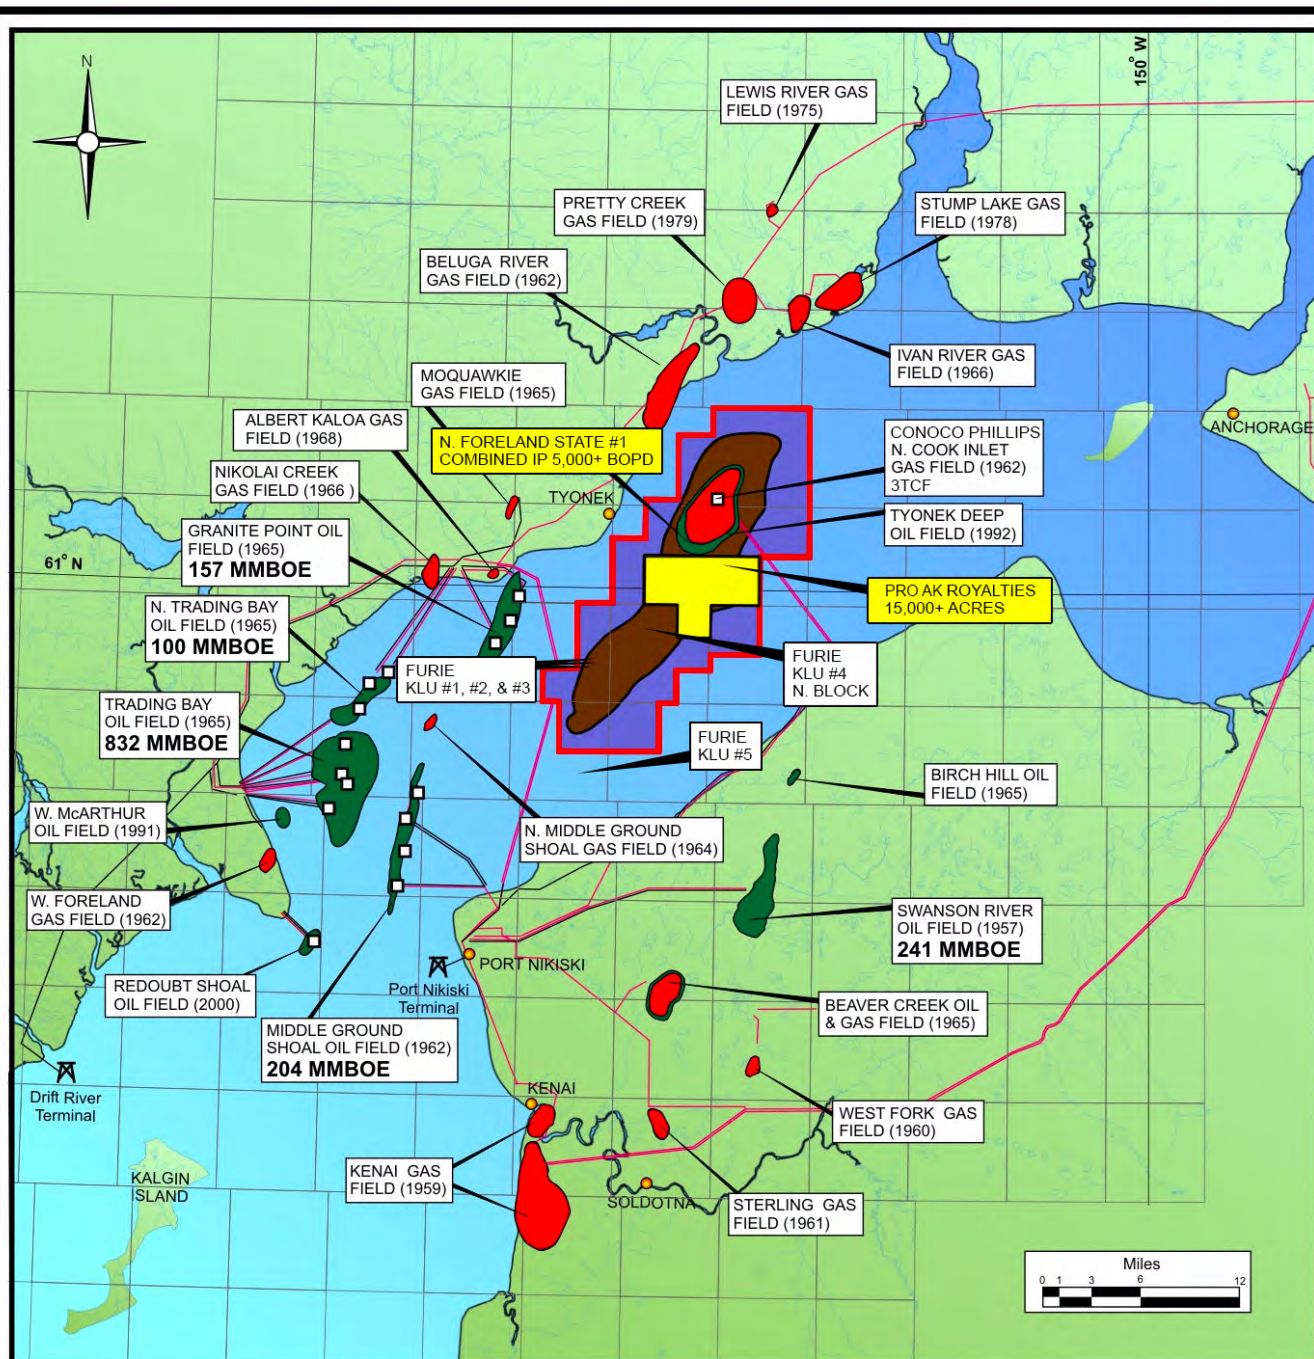 N
150° W
LEWIS RIVER GAS
FIELD (1975)
PRETTY CREEK
GAS FIELD (1979)
STUMP LAKE GAS
FIELD (1978)
BELUGA RIVER
GAS FIELD (1962)
IVAN RIVER GAS
FIELD (1966)
MOQUAWKIE
GAS FIELD (1965)
ALBERT KALOA GAS
FIELD (1968)
N. FORELAND STATE #1
COMBINED IP 5,000+ BOPD
CONOCO PHILLIPS
N. COOK INLET
GAS FIELD (1962)
3TCF
ANCHORAGE
NIKOLAI CREEK
GAS FIELD (1966 )
TYONEK
TYONEK DEEP
OIL FIELD (1992)
GRANITE POINT OIL
FIELD (1965)
157 MMBOE
61° N
PRO AK ROYALTIES
15,000+ ACRES
N. TRADING BAY
OIL FIELD (1965)
100 MMBOE
FURIE
KLU #1, #2, & #3
FURIE
KLU #4
N. BLOCK
TRADING BAY
OIL FIELD (1965)
832 MMBOE
FURIE
KLU #5
BIRCH HILL OIL
FIELD (1965)
W. McARTHUR
OIL FIELD (1991)
N. MIDDLE GROUND
SHOAL GAS FIELD (1964)
W. FORELAND
GAS FIELD (1962)
SWANSON RIVER
OIL FIELD (1957)
241 MMBOE
PORT NIKISKI
REDOUBT SHOAL
OIL FIELD (2000)
Port Nikiski
Terminal
BEAVER CREEK OIL
& GAS FIELD (1965)
MIDDLE GROUND
SHOAL OIL FIELD (1962)
204 MMBOE
Drift River
Terminal
KENAI
WEST FORK GAS
FIELD (1960)
KENAI GAS
FIELD (1959)
KALGIN
SLAND
SOLDOTNA
STERLING GAS
FIELD (1961)
Miles
0 1 3 6 12